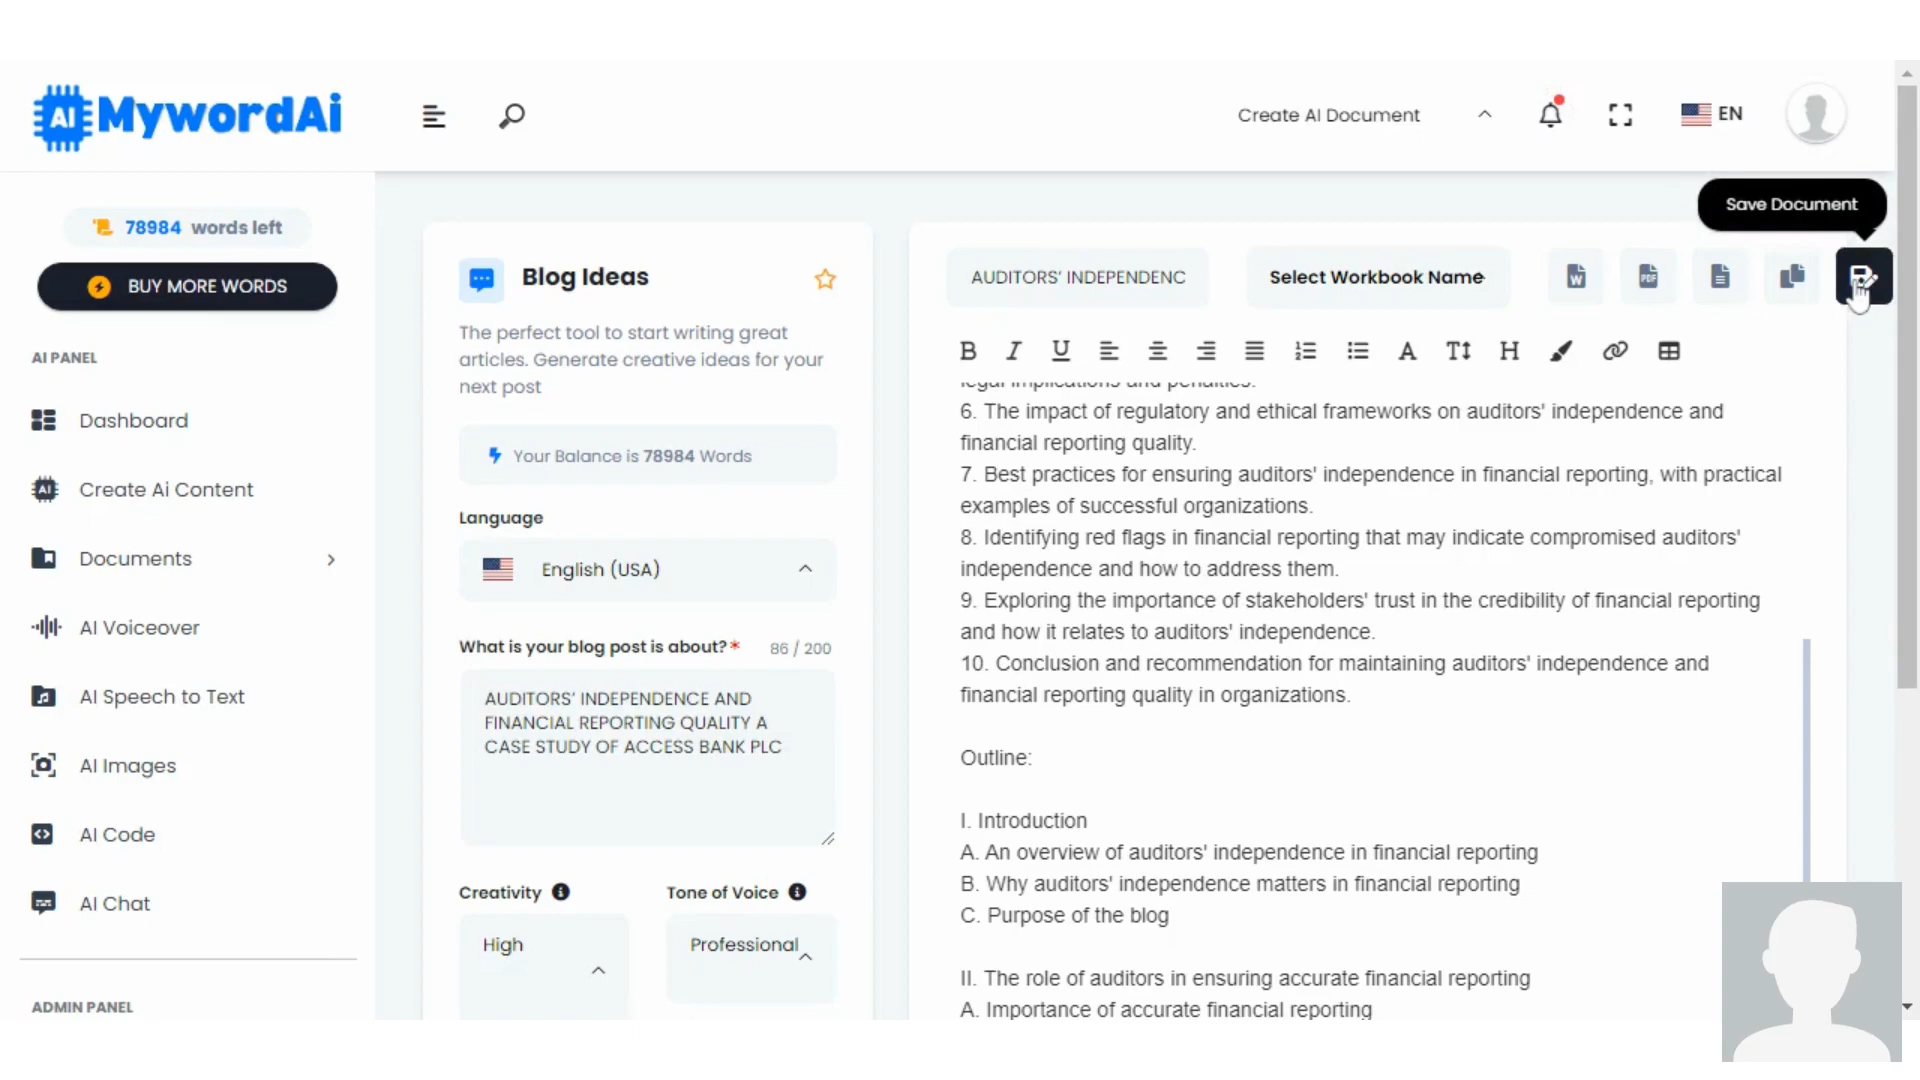 AI MywordAi
Create AI Document
EN
Save Document
78984 words left
BUY MORE WORDS
AI PANEL
Dashboard
AI Create Ai Content
Documents
AI Voiceover
AI Speech to Text
AI Images
AI Code
AI Chat
ADMIN PANEL
Blog Ideas
The perfect tool to start writing great
articles. Generate creative ideas for your
next post
Your Balance is 78984 Words
Language
English (USA)
What is your blog post is about?* 86 / 200
AUDITORS' INDEPENDENCE AND
FINANCIAL REPORTING QUALITY A
CASE STUDY OF ACCESS BANK PLC
Creativity
Tone of Voice
High
Professional
AUDITORS' INDEPENDENC
Select Workbook Name
W
PDF
B I U A T H
legal implications and penalties.
6. The impact of regulatory and ethical frameworks on auditors' independence and
financial reporting quality.
7. Best practices for ensuring auditors' independence in financial reporting, with practical
examples of successful organizations.
8. Identifying red flags in financial reporting that may indicate compromised auditors'
independence and how to address them.
9. Exploring the importance of stakeholders' trust in the credibility of financial reporting
and how it relates to auditors' independence.
10. Conclusion and recommendation for maintaining auditors' independence and
financial reporting quality in organizations.
Outline:
I. Introduction
A. An overview of auditors' independence in financial reporting
B. Why auditors' independence matters in financial reporting
C. Purpose of the blog
II. The role of auditors in ensuring accurate financial reporting
A. Importance of accurate financial reporting